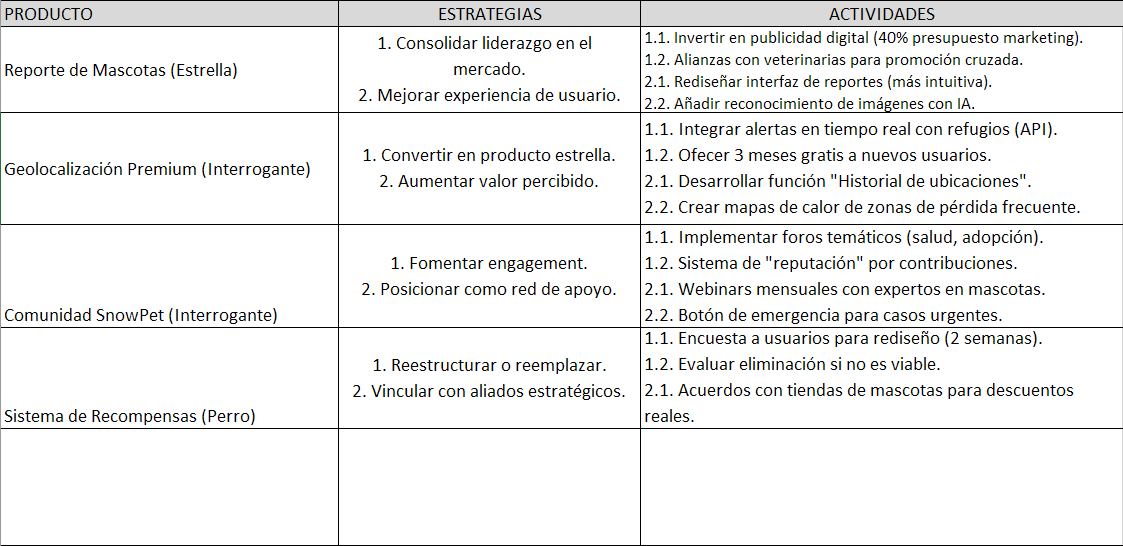 PRODUCTO ESTRATEGIAS ACTIVIDADES
Reporte de Mascotas (Estrella)
1. Consolidar liderazgo en el
mercado.
2. Mejorar experiencia de usuario.
1.1. Invertir en publicidad digital (40% presupuesto marketing).
1.2. Alianzas con veterinarias para promoción cruzada.
2.1. Rediseñar interfaz de reportes (más intuitiva).
2.2. Añadir reconocimiento de imágenes con IA.
Geolocalización Premium (Interrogante)
1. Convertir en producto estrella.
2. Aumentar valor percibido.
1.1. Integrar alertas en tiempo real con refugios (API).
1.2. Ofecer 3 meses gratis a nuevos usuarios.
2.1. Desarrollar función "Historial de ubicaciones".
2.2. Crear mapas de calor de zonas de pérdida frecuente.
Comunidad SnowPet (Interrogante)
1. Fomentar engagement.
2. Posicionar como red de apoyo.
1.1. Implementar foros temáticos (salud, adopción).
1.2. Sistema de "reputación" por contribuciones.
2.1. Webinars mensuales con expertos en mascotas.
2.2. Botón de emergencia para casos urgentes.
Sistema de Recompensas (Perro)
1. Reestructurar o reemplazar.
2. Vincular con aliados estratégicos.
1.1. Encuesta a usuarios para rediseño (2 semanas).
1.2. Evaluar eliminación si no es viable.
2.1. Acuerdos con tiendas de mascotas para descuentos
reales.